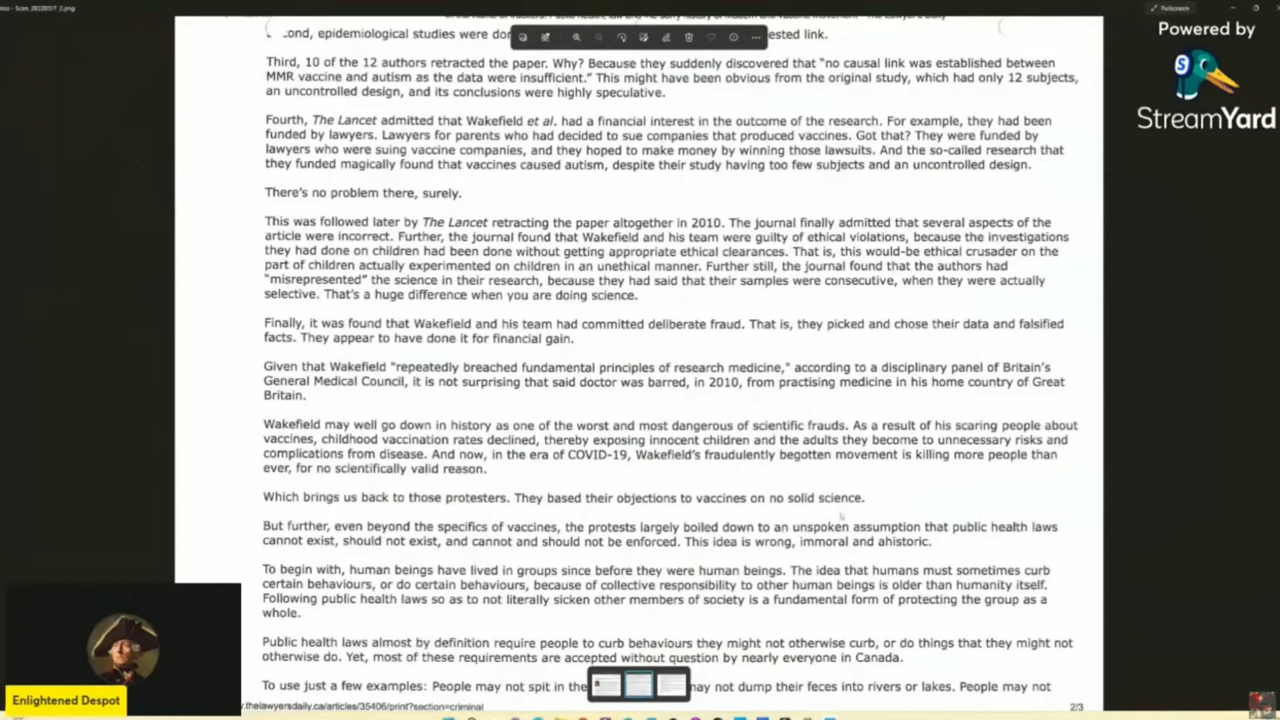 Fullscreen
Powered by
StreamYard
ond, epidemiological studies were do ested link.
Third, 10 of the 12 authors retracted the paper. Why? Because they suddenly discovered that "no causal link was established between
MMR vaccine and autism as the data were insufficient." This might have been obvious from the original study, which had only 12 subjects,
an uncontrolled design, and its conclusions were highly speculative.
Fourth, The Lancet admitted that Wakefield et al. had a financial interest in the outcome of the research. For example, they had been
funded by lawyers. Lawyers for parents who had decided to sue companies that produced vaccines. Got that? They were funded by
lawyers who were suing vaccine companies, and they hoped to make money by winning those lawsuits. And the so-called research that
they funded magically found that vaccines caused autism, despite their study having too few subjects and an uncontrolled design.
There's no problem there, surely.
This was followed later by The Lancet retracting the paper altogether in 2010. The journal finally admitted that several aspects of the
article were incorrect. Further, the journal found that Wakefield and his team were guilty of ethical violations, because the investigations
they had done on children had been done without getting appropriate ethical clearances. That is, this would-be ethical crusader on the
part of children actually experimented on children in an unethical manner. Further still, the journal found that the authors had
"misrepresented" the science in their research, because they had said that their samples were consecutive, when they were actually
selective. That's a huge difference when you are doing science.
Finally, it was found that Wakefield and his team had committed deliberate fraud. That is, they picked and chose their data and falsified
facts. They appear to have done it for financial gain.
Given that Wakefield "repeatedly breached fundamental principles of research medicine," according to a disciplinary panel of Britain's
General Medical Council, it is not surprising that said doctor was barred, in 2010, from practising medicine in his home country of Great
Britain.
Wakefield may well go down in history as one of the worst and most dangerous of scientific frauds. As a result of his scaring people about
vaccines, childhood vaccination rates declined, thereby exposing innocent children and the adults they become to unnecessary risks and
complications from disease. And now, in the era of COVID-19, Wakefield's fraudulently begotten movement is killing more people than
ever, for no scientifically valid reason.
Which brings us back to those protesters. They based their objections to vaccines on no solid science.
But further, even beyond the specifics of vaccines, the protests largely boiled down to an unspoken assumption that public health laws
cannot exist, should not exist, and cannot and should not be enforced. This idea is wrong, immoral and ahistoric.
To begin with, human beings have lived in groups since before they were human beings. The idea that humans must sometimes curb
certain behaviours, or do certain behaviours, because of collective responsibility to other human beings is older than humanity itself.
Following public health laws so as to not literally sicken other members of society is a fundamental form of protecting the group as a
whole.
Public health laws almost by definition require people to curb behaviours they might not otherwise curb, or do things that they might not
otherwise do. Yet, most of these requirements are accepted without question by nearly everyone in Canada.
To use just a few examples: People may not spit in the may not dump their feces into rivers or lakes. People may not
.thelawyersdaily.ca/articles/35406/print?section=criminal 2/3
Enlightened Despot